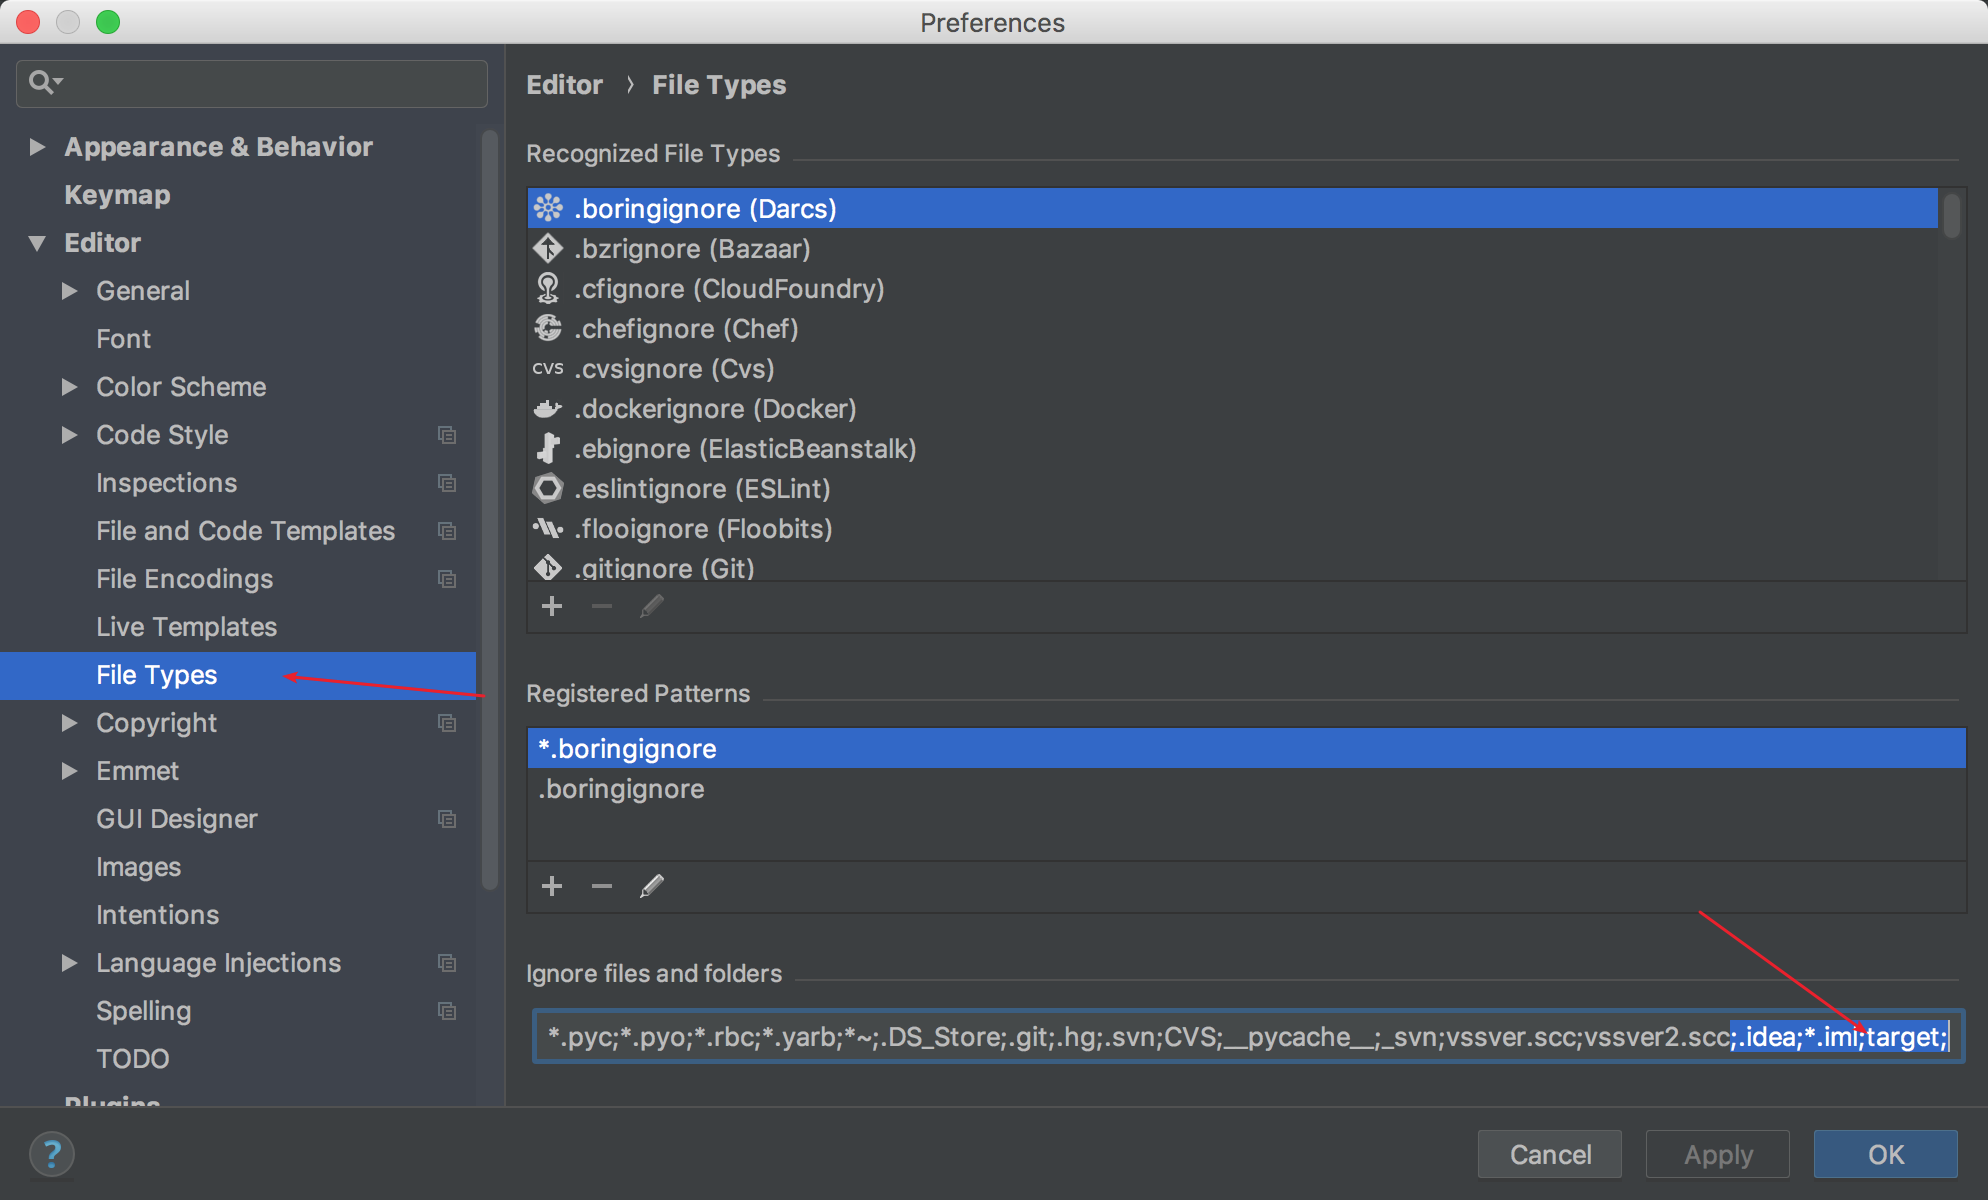 Preferences
Appearance & Behavior
Keymap
Editor
General
Font
Color Scheme
Code Style
Inspections
File and Code Templates
File Encodings
Live Templates
File Types
Copyright
Emmet
GUI Designer
Images
Intentions
Language Injections
Spelling
TODO
Plugins
Editor › File Types
Recognized File Types
.boringignore (Darcs)
.bzrignore (Bazaar)
.cfignore (CloudFoundry)
.chefignore (Chef)
CVS .cvsignore (Cvs)
.dockerignore (Docker)
.ebignore (ElasticBeanstalk)
.eslintignore (ESLint)
.flooignore (Floobits)
.gitignore (Git)
Registered Patterns
*.boringignore
.boringignore
Ignore files and folders
*.pyc;*.pyo;*.rbc;*.yarb;*~;.DS_Store;.git;.hg;.svn;CVS;__pycache__;_svn;vssver.scc;vssver2.scc;.idea;*.imi;target;
?
Cancel
Apply
OK